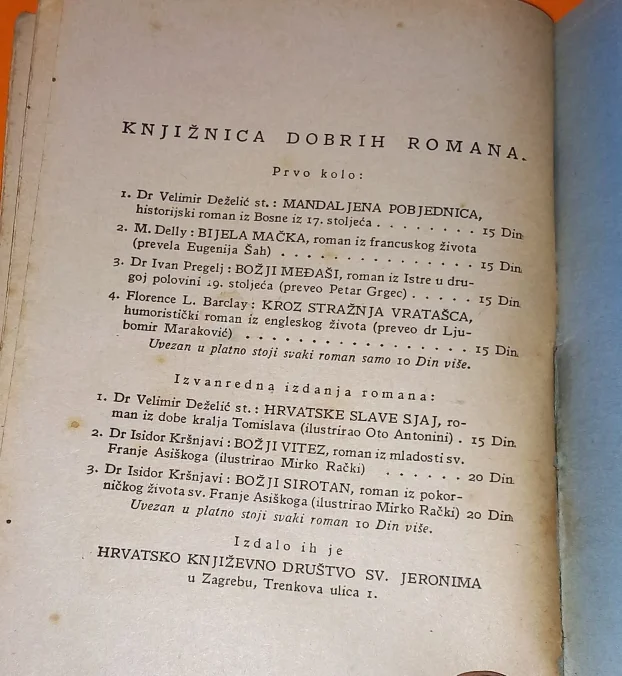 KNJIŽNICA DOBRIH ROMANA.
Prvo kolo:
1. Dr Velimir Deželić st.: MANDALJENA POBJEDNICA,
historijski roman iz Bosne iz 17. stoljeća . . . . . . . . 15 Din
2. M. Delly: BIJELA MAČKA, roman iz francuskog života
(prevela Eugenija Šah) . . . . . . . . . . . . . . 15 Din
3. Dr Ivan Pregelj: BOŽJI MEĐAŠI, roman iz Istre u dru-
goj polovini 19. stoljeća (preveo Petar Grgec) . . . . . 15 Din
4. Florence L. Barclay: KROZ STRAŽNJA VRATAŠCA,
humoristički roman iz engleskog života (preveo dr Lju-
bomir Maraković) . . . . . . . . . . . . . . . . 15 Din
Uvezan u platno stoji svaki roman samo 10 Din više.
Izvanredna izdanja romana:
1. Dr Velimir Deželić st.: HRVATSKE SLAVE SJAJ, ro-
man iz dobe kralja Tomislava (ilustrirao Oto Antonini) . 15 Din
2. Dr Isidor Kršnjavi: BOŽJI VITEZ, roman iz mladosti sv.
Franje Asiškoga (ilustrirao Mirko Rački) . . . . . . 20 Din
3. Dr Isidor Kršnjavi: BOŽJI SIROTAN, roman iz pokor-
ničkog života sv. Franje Asiškoga (ilustrirao Mirko Rački) 20 Din
Uvezan u platno stoji svaki roman 10 Din više.
Izdalo ih je
HRVATSKO KNJIŽEVNO DRUŠTVO SV. JERONIMA
u Zagrebu, Trenkova ulica 1.